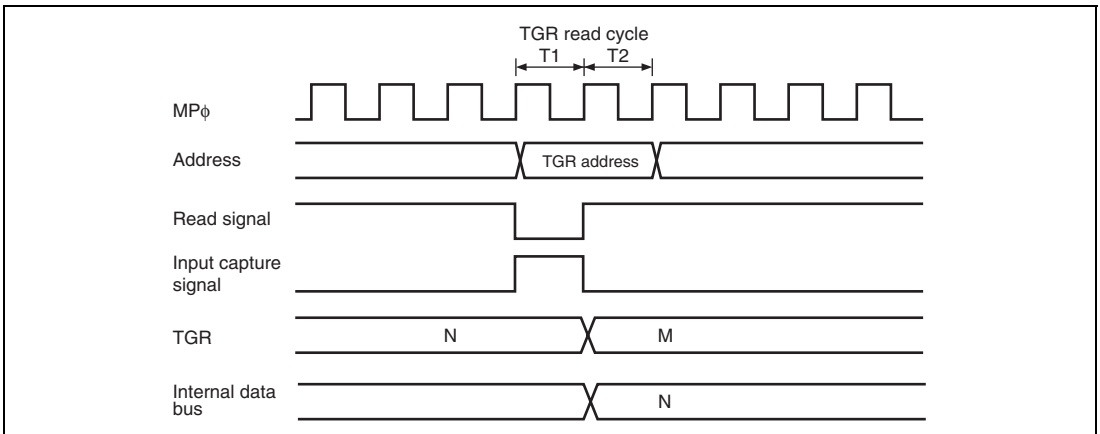 TGR read cycle
T1 T2
MPϕ
Address
TGR address
Read signal
Input capture
signal
TGR
N
M
Internal data
bus
N